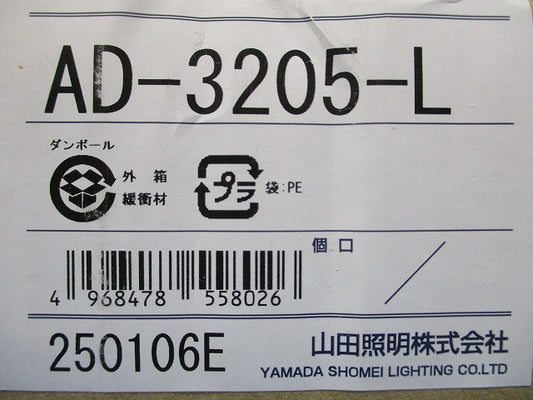 AD-3205-L
ダンボール
外箱
緩衝材
プラ
袋:PE
個口
4 968478 558026
250106E
山田照明株式会社
YAMADA SHOMEI LIGHTING CO.LTD